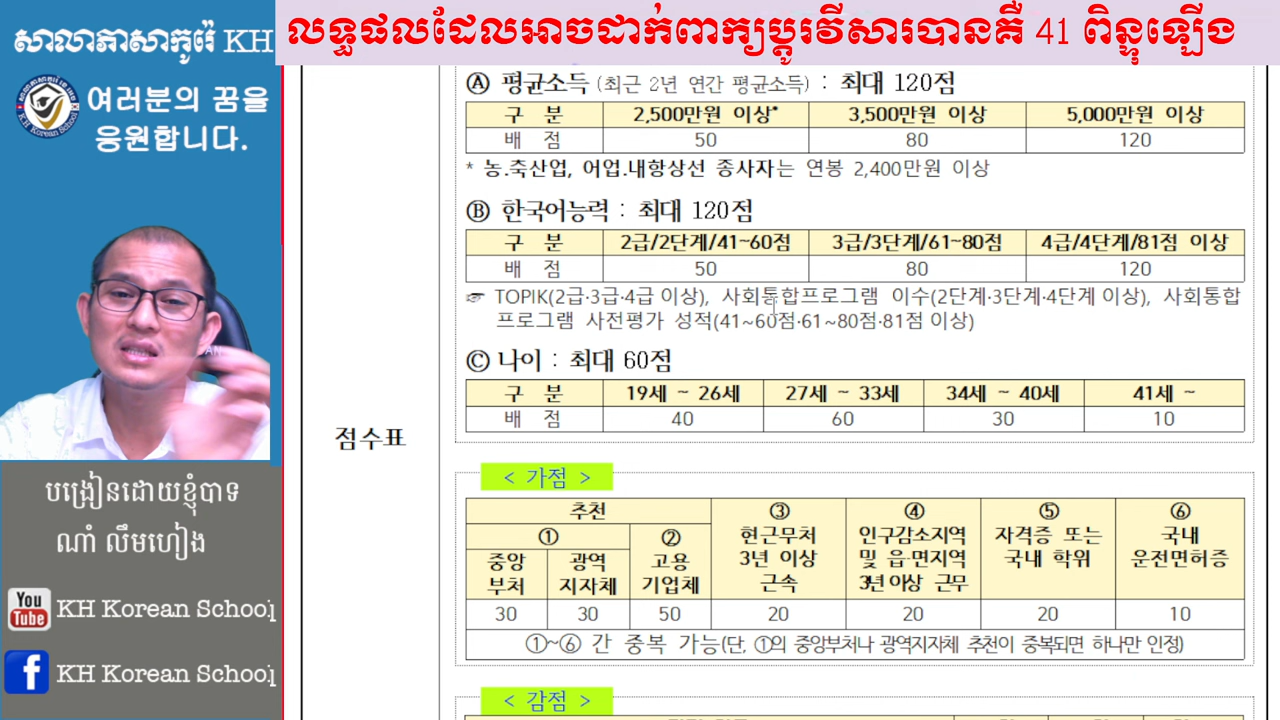 សាលាភាសាកូរ៉េ KH
លទ្ធផលដែលអាចដាក់ពាក្យប្តូរវីសារបានគឺ 41 ពិន្ទុឡើង
여러분의 꿈을
응원합니다.
Ⓐ 평균소득 (최근 2년 연간 평균소득) : 최대 120점
구 분 2,500만원 이상* 3,500만원 이상 5,000만원 이상
배 점 50 80 120
* 농.축산업, 어업.내항상선 종사자는 연봉 2,400만원 이상
Ⓑ 한국어능력 : 최대 120점
구 분 2급/2단계/41~60점 3급/3단계/61~80점 4급/4단계/81점 이상
배 점 50 80 120
☞ TOPIK(2급·3급·4급 이상), 사회통합프로그램 이수(2단계·3단계·4단계 이상), 사회통합
프로그램 사전평가 성적(41~60점·61~80점·81점 이상)
Ⓒ 나이 : 최대 60점
구 분 19세 ~ 26세 27세 ~ 33세 34세 ~ 40세 41세 ~
배 점 40 60 30 10
점수표
< 가점 >
추천 ③ ④ ⑤ ⑥
① ② 현근무처 인구감소지역 자격증 또는 국내
중앙 광역 고용 3년 이상 및 읍·면지역 국내 학위 운전면허증
부처 지자체 기업체 근속 3년 이상 근무
30 30 50 20 20 20 10
①~⑥ 간 중복 가능(단, ①의 중앙부처나 광역지자체 추천이 중복되면 하나만 인정)
< 감점 >
បង្រៀនដោយខ្ញុំបាទ
ណាំ លឹមហៀង
You
Tube
KH Korean School
f
KH Korean School